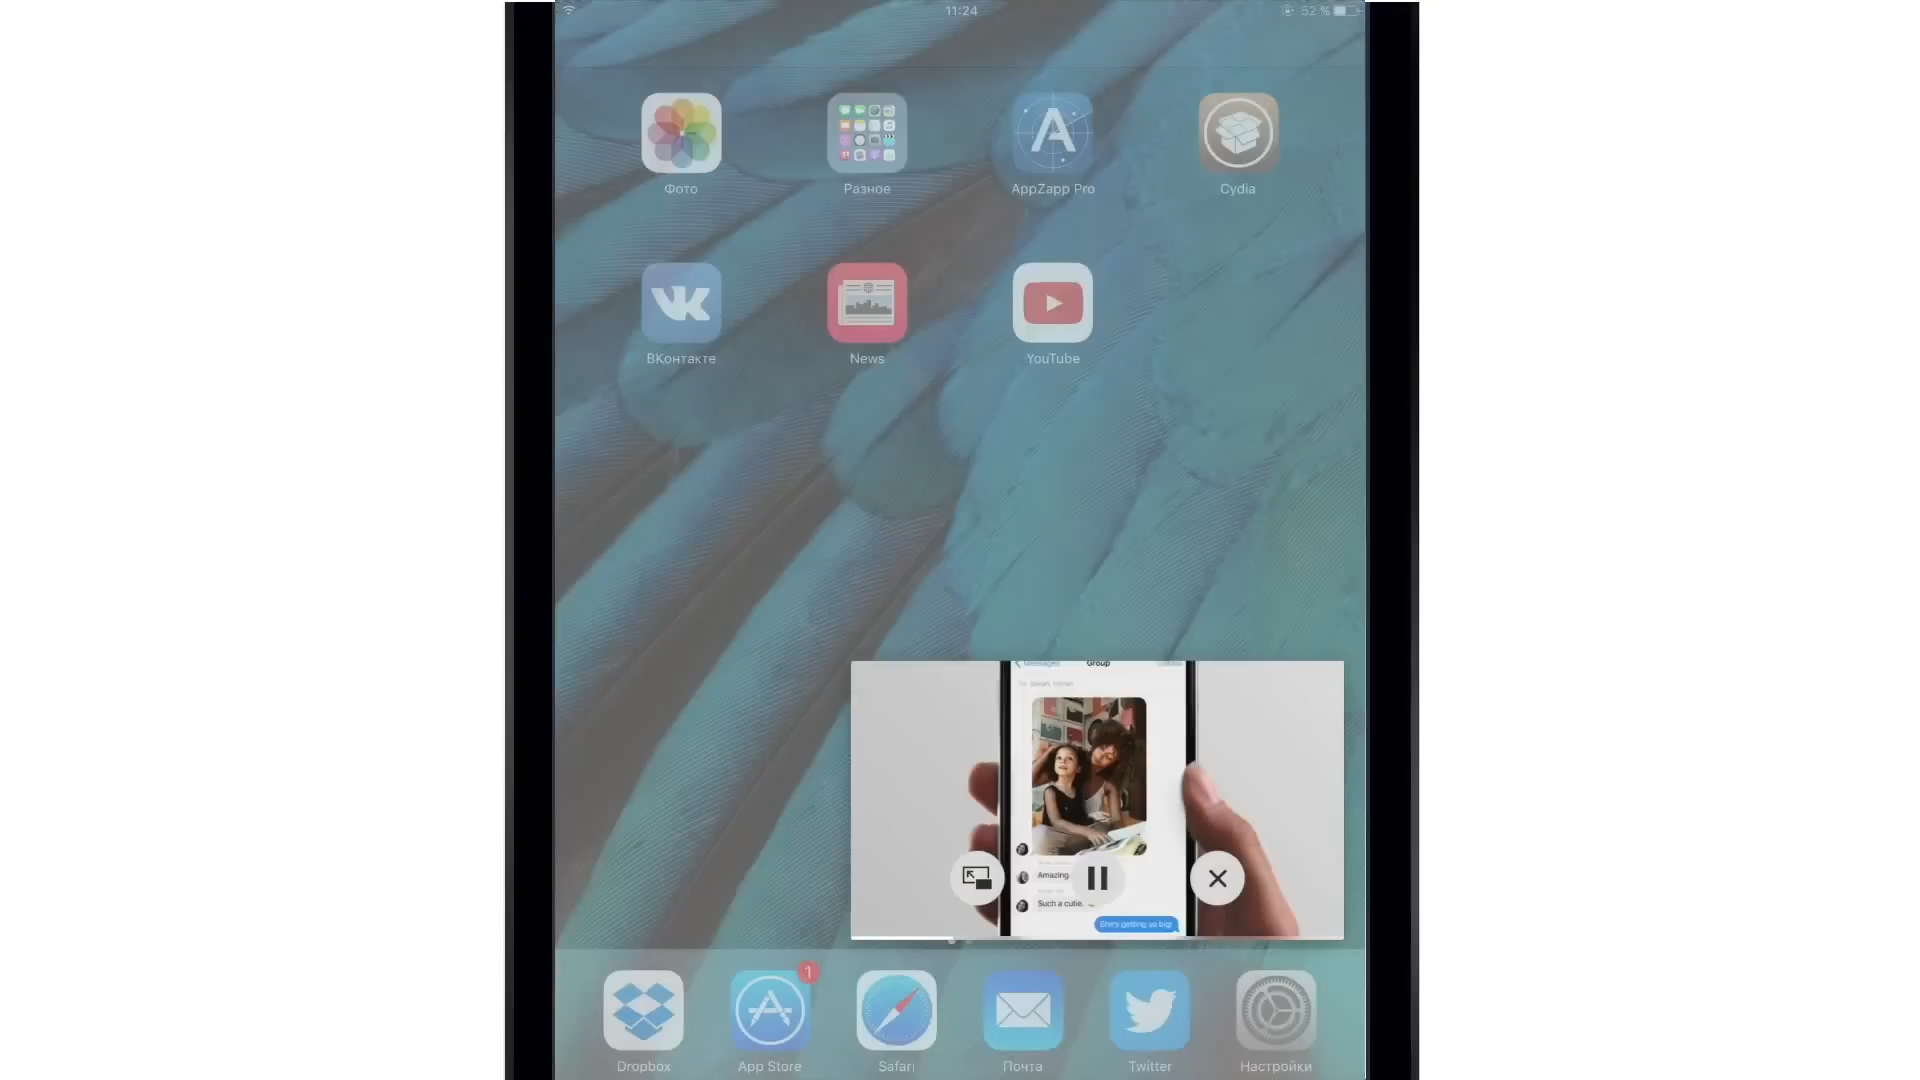 11:24
52 %
Фото
Разное
AppZapp Pro
Cydia
ВКонтакте
News
YouTube
Messages
Group
Amazing
Such a cutie.
She's getting so big!
1
Dropbox
App Store
Safari
Почта
Twitter
Настройки